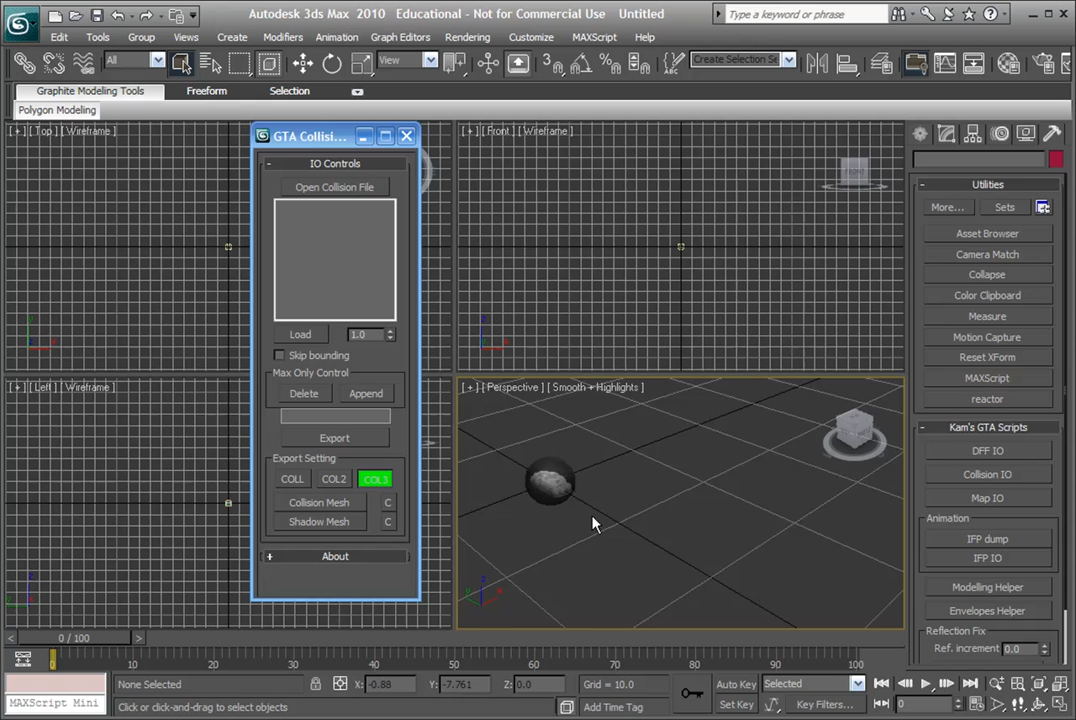 Autodesk 3ds Max 2010 Educational - Not for Commercial Use Untitled
Type a keyword or phrase
Edit Tools Group Views Create Modifiers Animation Graph Editors Rendering Customize MAXScript Help
All
View
Create Selection Se
Graphite Modeling Tools Freeform Selection
Polygon Modeling
[ + ] [ Top ] [ Wireframe ]
[ + ] [ Front ] [ Wireframe ]
FRONT
GTA Collisi...
- IO Controls
Open Collision File
Load 1.0
Skip bounding
Max Only Control
Delete Append
Export
Export Setting
COLL COL2 COL3
Collision Mesh C
Shadow Mesh C
+ About
[ + ] [ Left ] [ Wireframe ]
[ + ] [ Perspective ] [ Smooth + Highlights ]
- Utilities
More... Sets
Asset Browser
Camera Match
Collapse
Color Clipboard
Measure
Motion Capture
Reset XForm
MAXScript
reactor
- Kam's GTA Scripts
DFF IO
Collision IO
Map IO
Animation
IFP dump
IFP IO
Modelling Helper
Envelopes Helper
Reflection Fix
Ref. increment 0.0
< 0 / 100 >
0 10 20 30 40 50 60 70 80 90 100
None Selected X: -0.88 Y: -7.761 Z: 0.0 Grid = 10.0 Auto Key Selected
MAXScript Mini Click or click-and-drag to select objects Add Time Tag Set Key Key Filters... 0